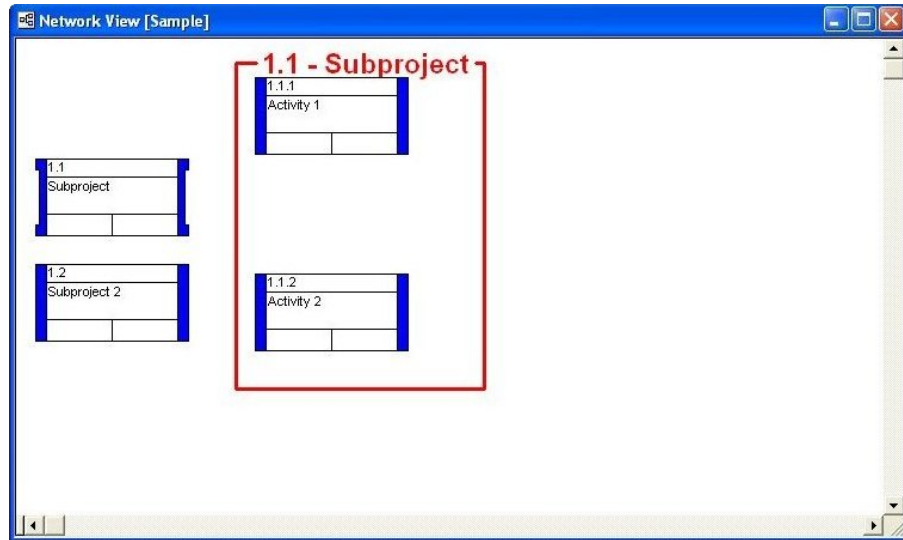 Network View [Sample]
1.1 - Subproject
1.1.1
Activity 1
1.1
Subproject
1.2
Subproject 2
1.1.2
Activity 2